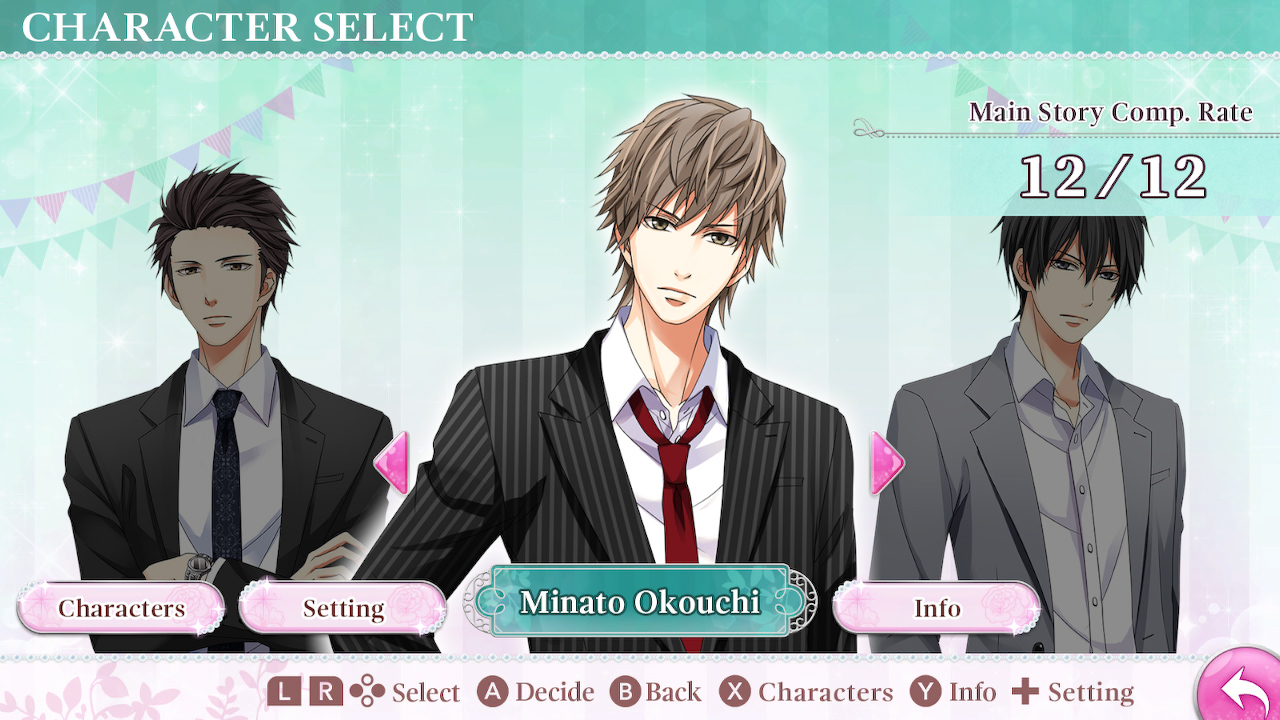 CHARACTER SELECT
Main Story Comp. Rate
12/12
Characters
Setting
Minato Okouchi
Info
L R Select A Decide B Back X Characters Y Info + Setting